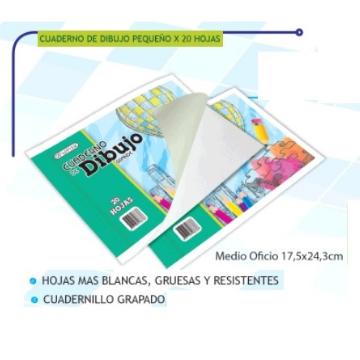 CUADERNO DE DIBUJO PEQUEÑO X 20 HOJAS
CUADERNO
DE Dibujo
20
HOJAS
Medio Oficio 17,5x24,3cm
HOJAS MAS BLANCAS, GRUESAS Y RESISTENTES
CUADERNILLO GRAPADO